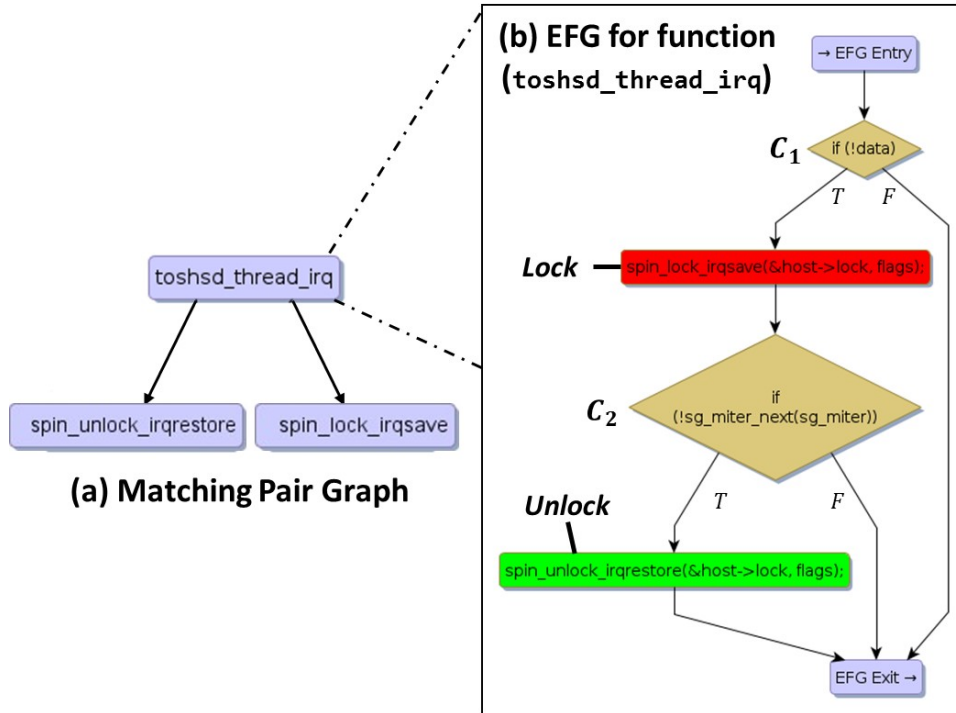 toshsd_thread_irq
spin_unlock_irqrestore
spin_lock_irqsave
(a) Matching Pair Graph
(b) EFG for function
(toshsd_thread_irq)
→ EFG Entry
C₁
if (!data)
T
F
Lock
spin_lock_irqsave(&host->lock, flags);
C₂
if
(!sg_miter_next(sg_miter))
T
F
Unlock
spin_unlock_irqrestore(&host->lock, flags);
EFG Exit →